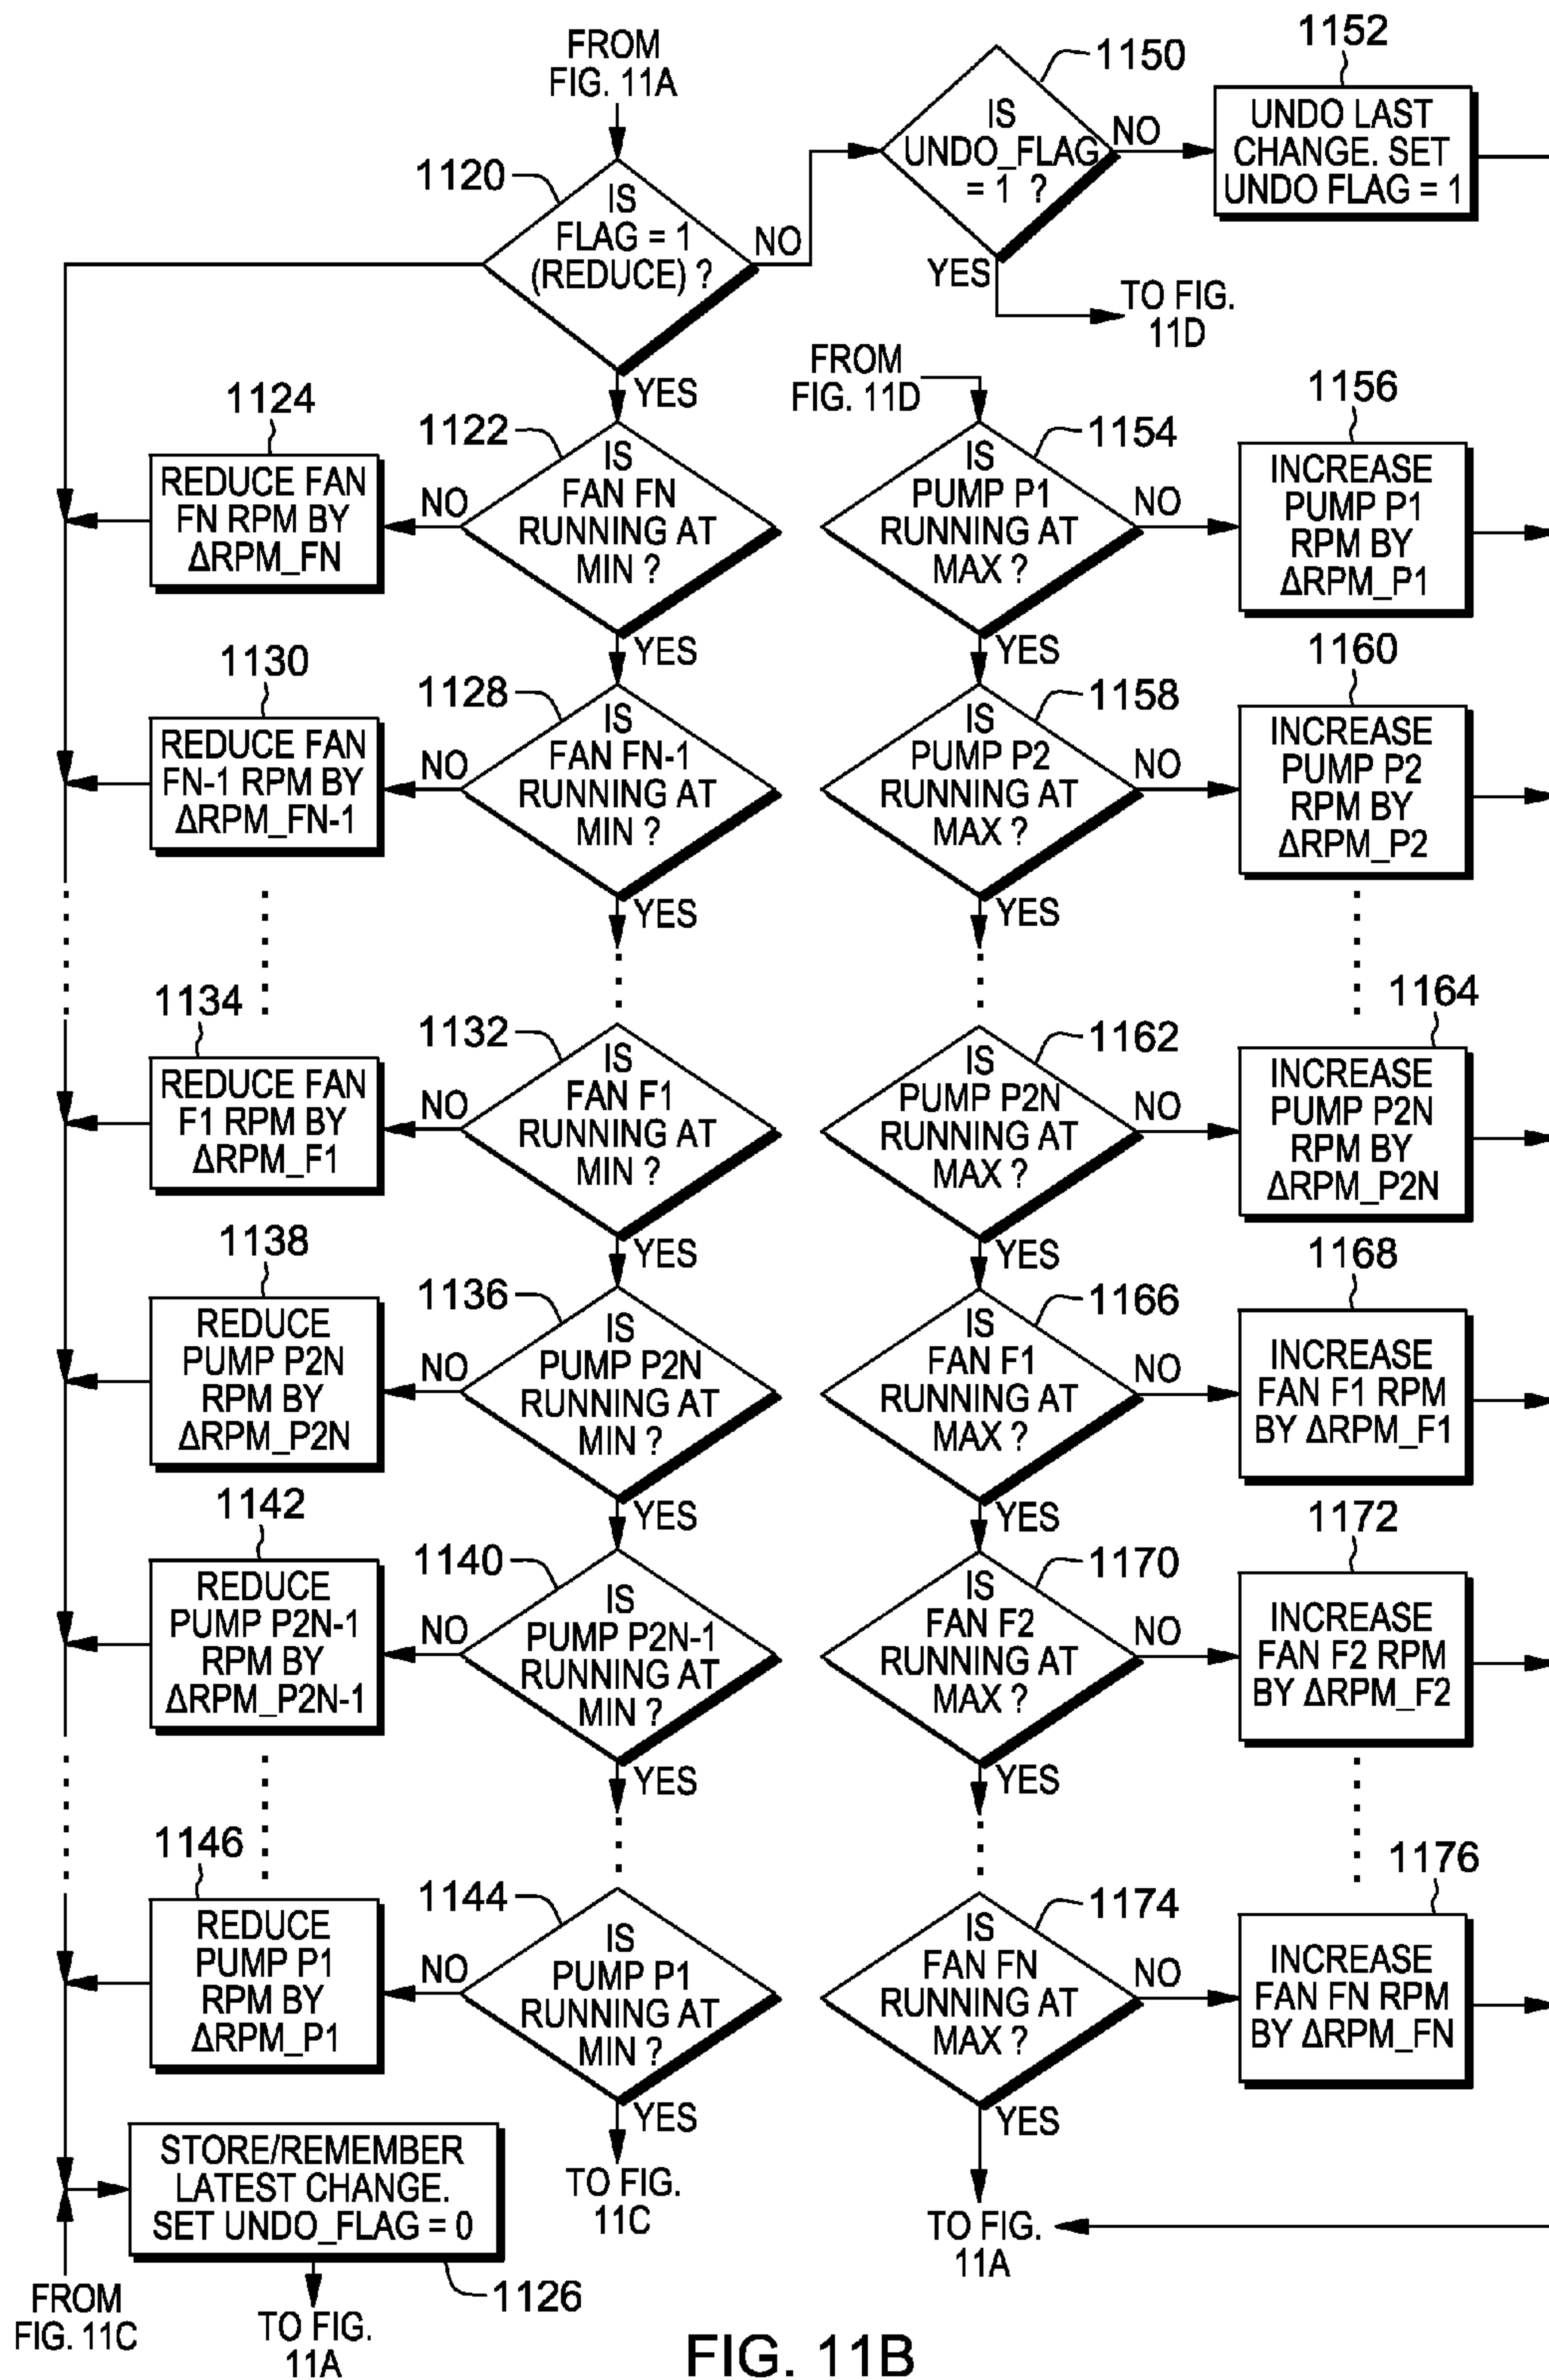 FROM
FIG. 11A
1120
IS
FLAG = 1
(REDUCE) ?
NO
YES
1150
IS
UNDO_FLAG
= 1 ?
NO
YES
TO FIG.
11D
1152
UNDO LAST
CHANGE. SET
UNDO FLAG = 1
1124
REDUCE FAN
FN RPM BY
ΔRPM_FN
NO
1122
IS
FAN FN
RUNNING AT
MIN ?
YES
FROM
FIG. 11D
1154
IS
PUMP P1
RUNNING AT
MAX ?
YES
NO
1156
INCREASE
PUMP P1
RPM BY
ΔRPM_P1
1130
REDUCE FAN
FN-1 RPM BY
ΔRPM_FN-1
NO
1128
IS
FAN FN-1
RUNNING AT
MIN ?
YES
1158
IS
PUMP P2
RUNNING AT
MAX ?
YES
NO
1160
INCREASE
PUMP P2
RPM BY
ΔRPM_P2
1134
REDUCE FAN
F1 RPM BY
ΔRPM_F1
NO
1132
IS
FAN F1
RUNNING AT
MIN ?
YES
1162
IS
PUMP P2N
RUNNING AT
MAX ?
YES
NO
1164
INCREASE
PUMP P2N
RPM BY
ΔRPM_P2N
1138
REDUCE
PUMP P2N
RPM BY
ΔRPM_P2N
NO
1136
IS
PUMP P2N
RUNNING AT
MIN ?
YES
1166
IS
FAN F1
RUNNING AT
MAX ?
YES
NO
1168
INCREASE
FAN F1 RPM
BY ΔRPM_F1
1142
REDUCE
PUMP P2N-1
RPM BY
ΔRPM_P2N-1
NO
1140
IS
PUMP P2N-1
RUNNING AT
MIN ?
YES
1170
IS
FAN F2
RUNNING AT
MAX ?
YES
NO
1172
INCREASE
FAN F2 RPM
BY ΔRPM_F2
1146
REDUCE
PUMP P1
RPM BY
ΔRPM_P1
NO
1144
IS
PUMP P1
RUNNING AT
MIN ?
YES
TO FIG.
11C
1174
IS
FAN FN
RUNNING AT
MAX ?
YES
NO
1176
INCREASE
FAN FN RPM
BY ΔRPM_FN
TO FIG.
11A
STORE/REMEMBER
LATEST CHANGE.
SET UNDO_FLAG = 0
1126
FROM
FIG. 11C
TO FIG.
11A
FIG. 11B